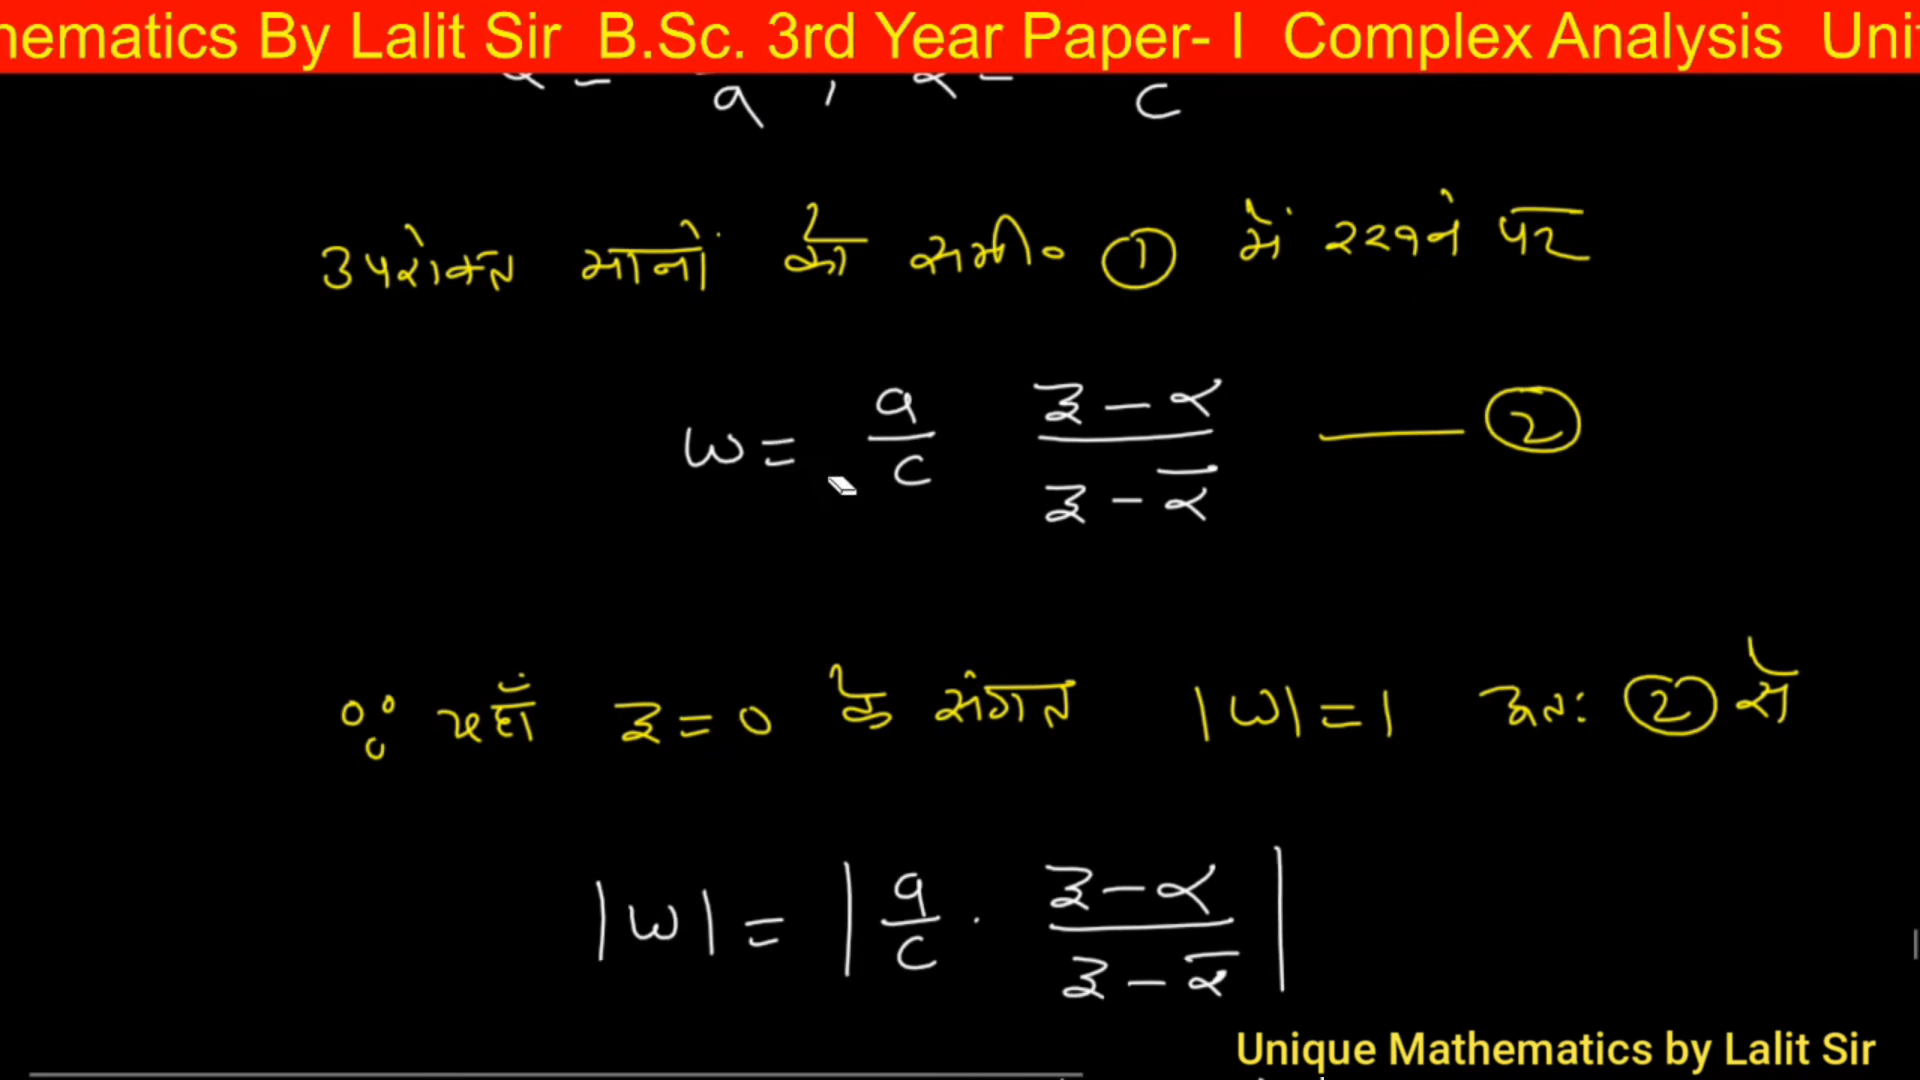 hematics By Lalit Sir B.Sc. 3rd Year Paper- I Complex Analysis Uni
a , c
उपरोक्त मानों को समी० ① में रखने पर
w = a/c z-α/z-ᾱ —— ②
∵ यहाँ z = 0 के संगत |w| = 1 अतः ② से
|w| = |a/c · z-α/z-ᾱ|
Unique Mathematics by Lalit Sir